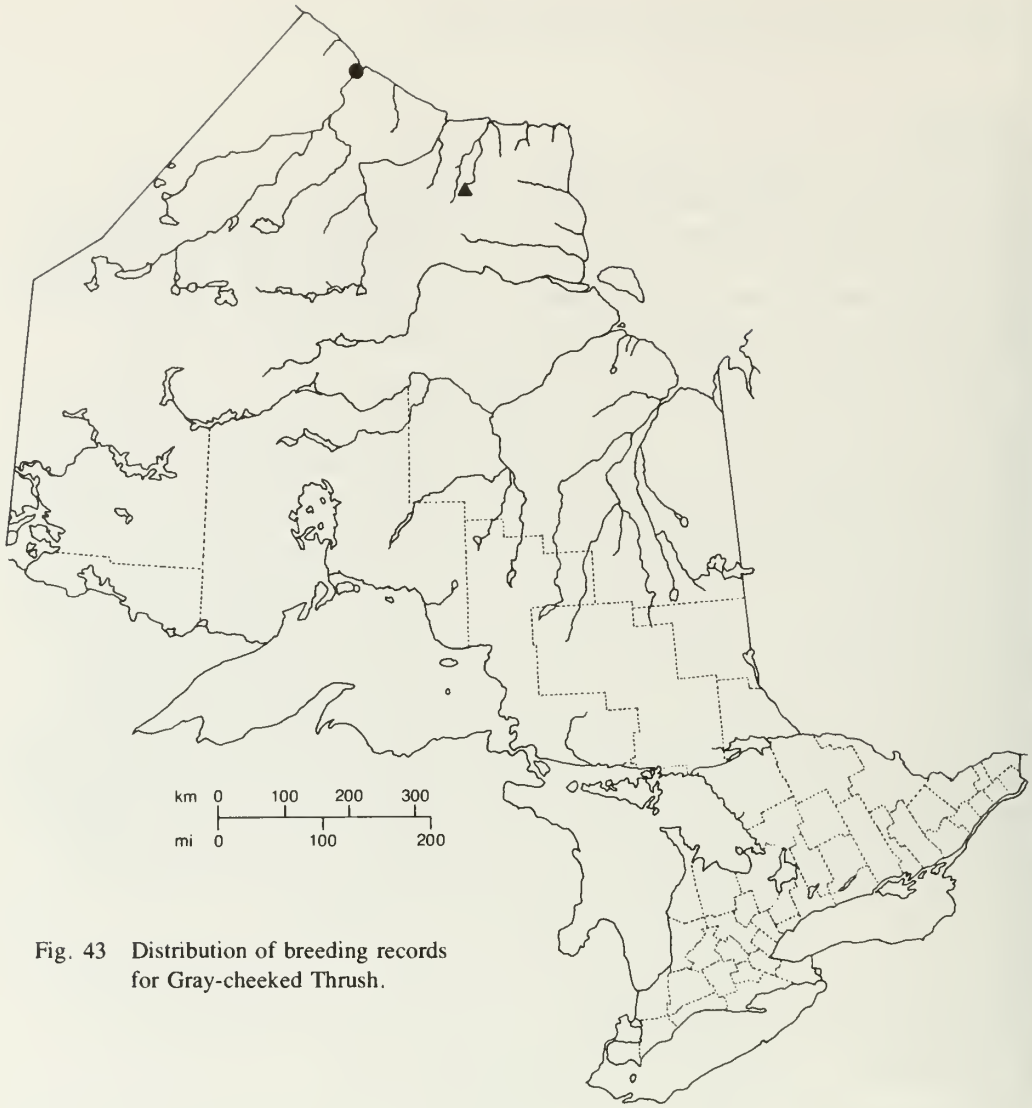 km 0 100 200 300
mi 0 100 200
Fig. 43 Distribution of breeding records
for Gray-cheeked Thrush.